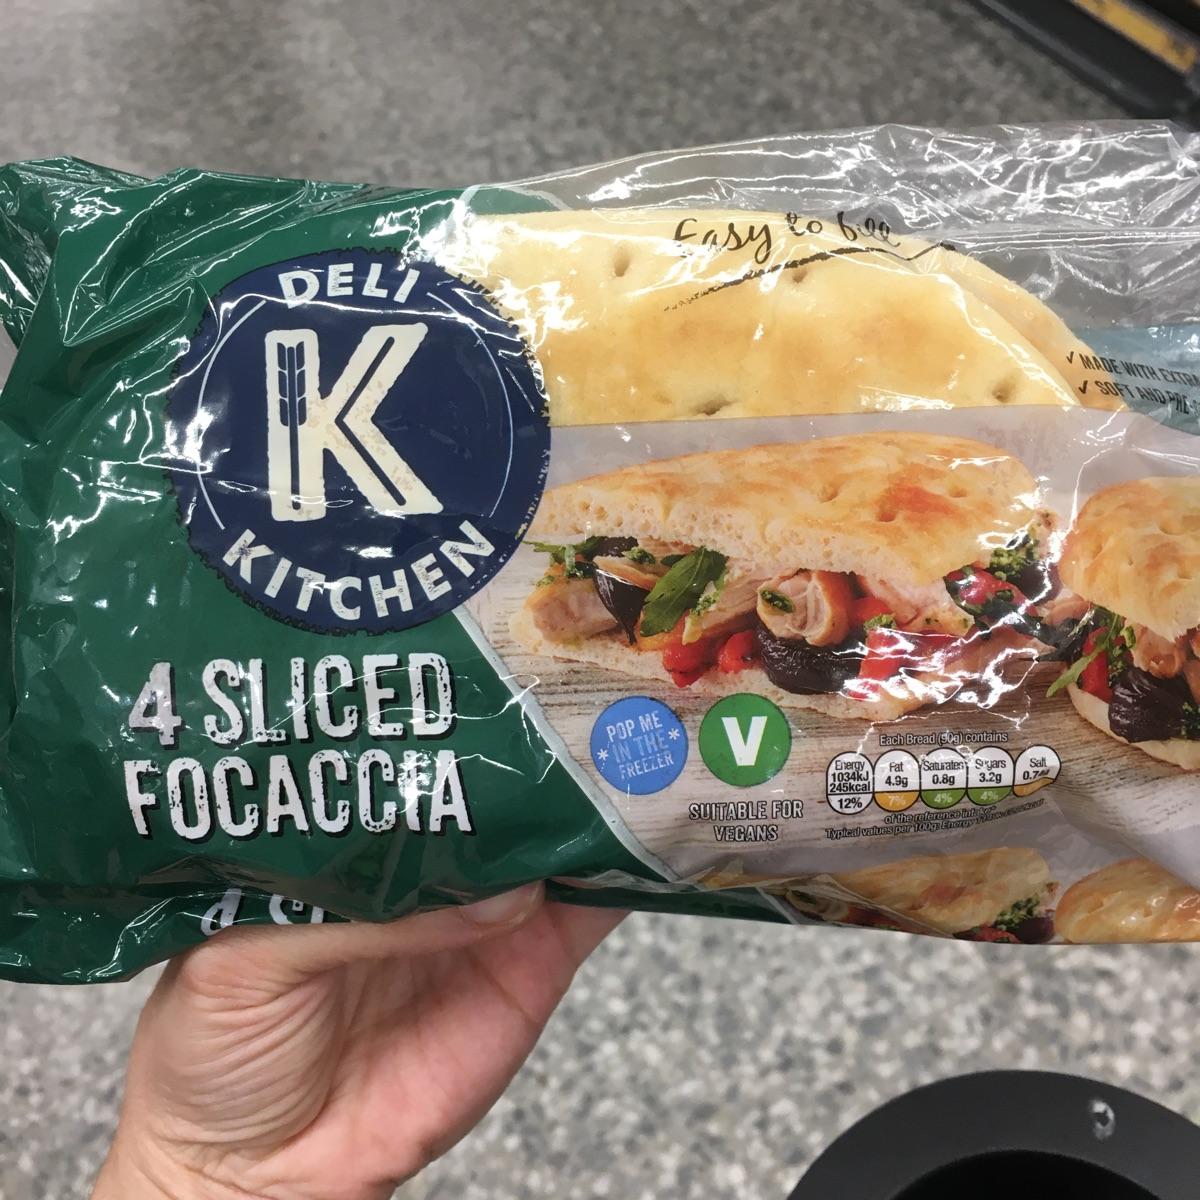 DELI
K
KITCHEN
4 SLICED
FOCACCIA
Easy to fill
✓ MADE WITH EXTRA
✓ SOFT AND
POP ME
IN THE
FREEZER
V
SUITABLE FOR
VEGANS
Each Bread (90g) contains
Energy
1034kJ
245kcal
12%
Fat
4.9g
7%
Saturates
0.8g
4%
Sugars
3.2g
4%
Salt
of the reference intake*
Typical values per 100g: Energy